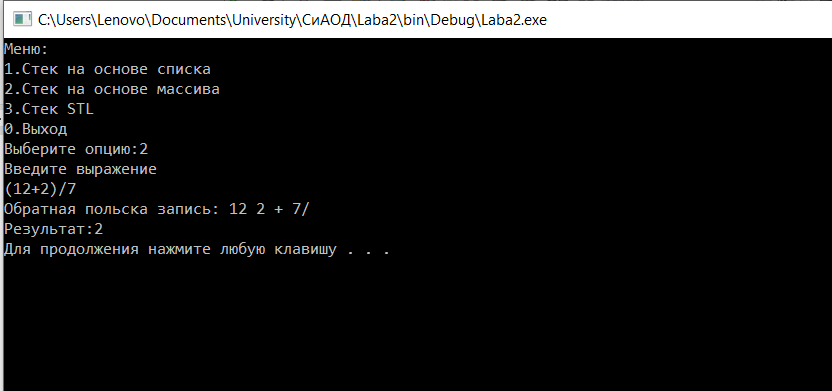 C:\Users\Lenovo\Documents\University\СиАОД\Laba2\bin\Debug\Laba2.exe
Меню:
1.Стек на основе списка
2.Стек на основе массива
3.Стек STL
0.Выход
Выберите опцию:2
Введите выражение
(12+2)/7
Обратная польска запись: 12 2 + 7/
Результат:2
Для продолжения нажмите любую клавишу . . .